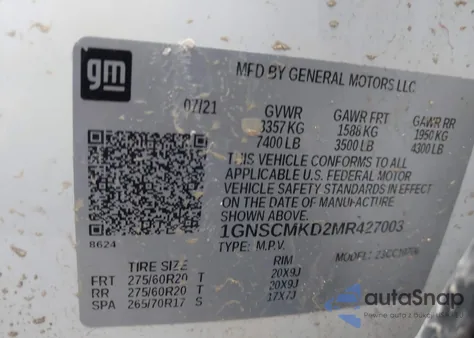 gm
MFD BY GENERAL MOTORS LLC
07/21 GVWR GAWR FRT GAWR RR
3357 KG 1588 KG 1950 KG
7400 LB 3500 LB 4300 LB
THIS VEHICLE CONFORMS TO ALL
APPLICABLE U.S. FEDERAL MOTOR
VEHICLE SAFETY STANDARDS IN EFFECT
ON THE DATE OF MANUFACTURE
SHOWN ABOVE.
1GNSCMKD2MR427003
TYPE: M.P.V. MODEL:
8624
TIRE SIZE RIM
FRT 275/60R20 T 20X9J
RR 275/60R20 T 20X9J
SPA 265/70R17 S 17X7J
autoSnap